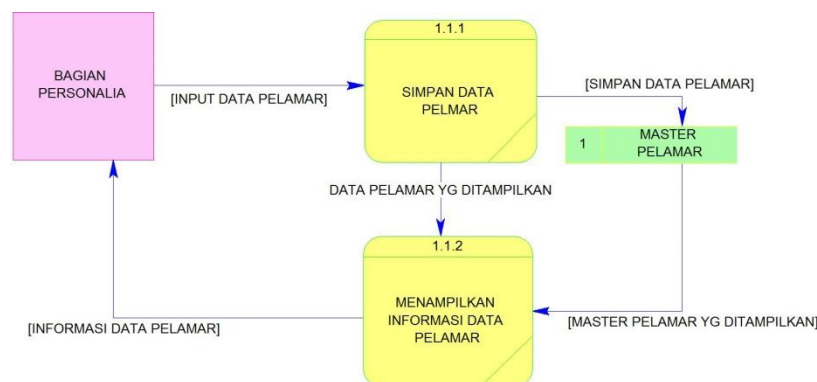 1.1.1
BAGIAN
PERSONALIA
[INPUT DATA PELAMAR]
SIMPAN DATA
PELMAR
[SIMPAN DATA PELAMAR]
1
MASTER
PELAMAR
DATA PELAMAR YG DITAMPILKAN
1.1.2
MENAMPILKAN
INFORMASI DATA
PELAMAR
[INFORMASI DATA PELAMAR]
[MASTER PELAMAR YG DITAMPILKAN]